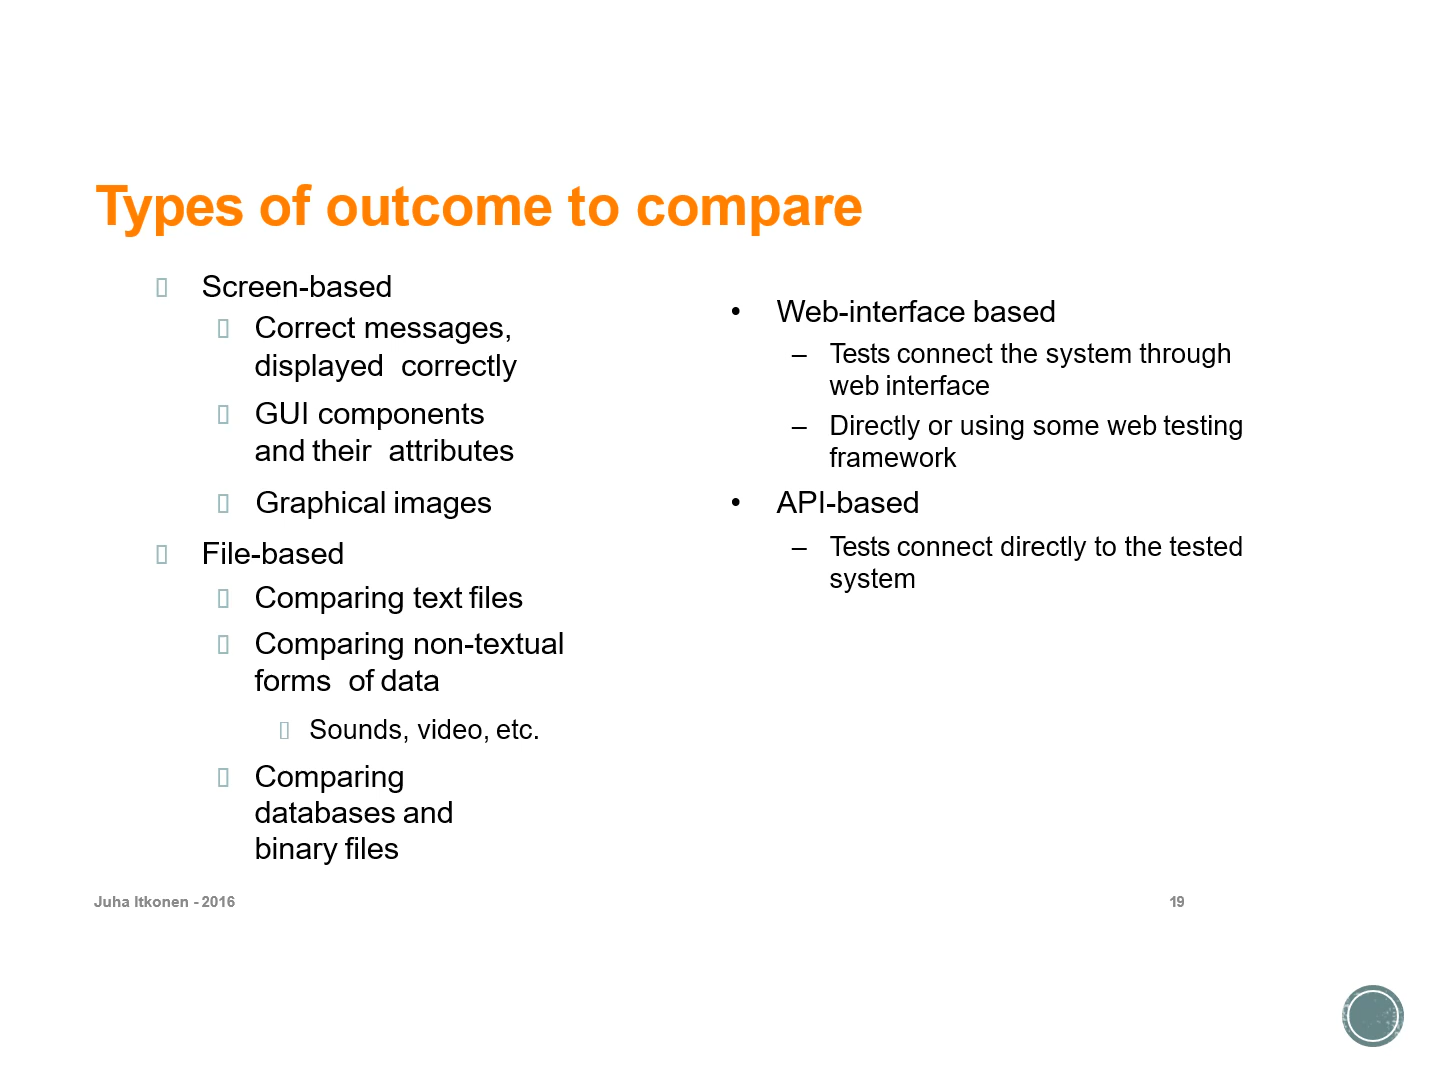 Types of outcome to compare
Screen-based
Correct messages,
displayed correctly
GUI components
and their attributes
Graphical images
File-based
Comparing text files
Comparing non-textual
forms of data
Sounds, video, etc.
Comparing
databases and
binary files
• Web-interface based
– Tests connect the system through
web interface
– Directly or using some web testing
framework
• API-based
– Tests connect directly to the tested
system
Juha Itkonen - 2016
19